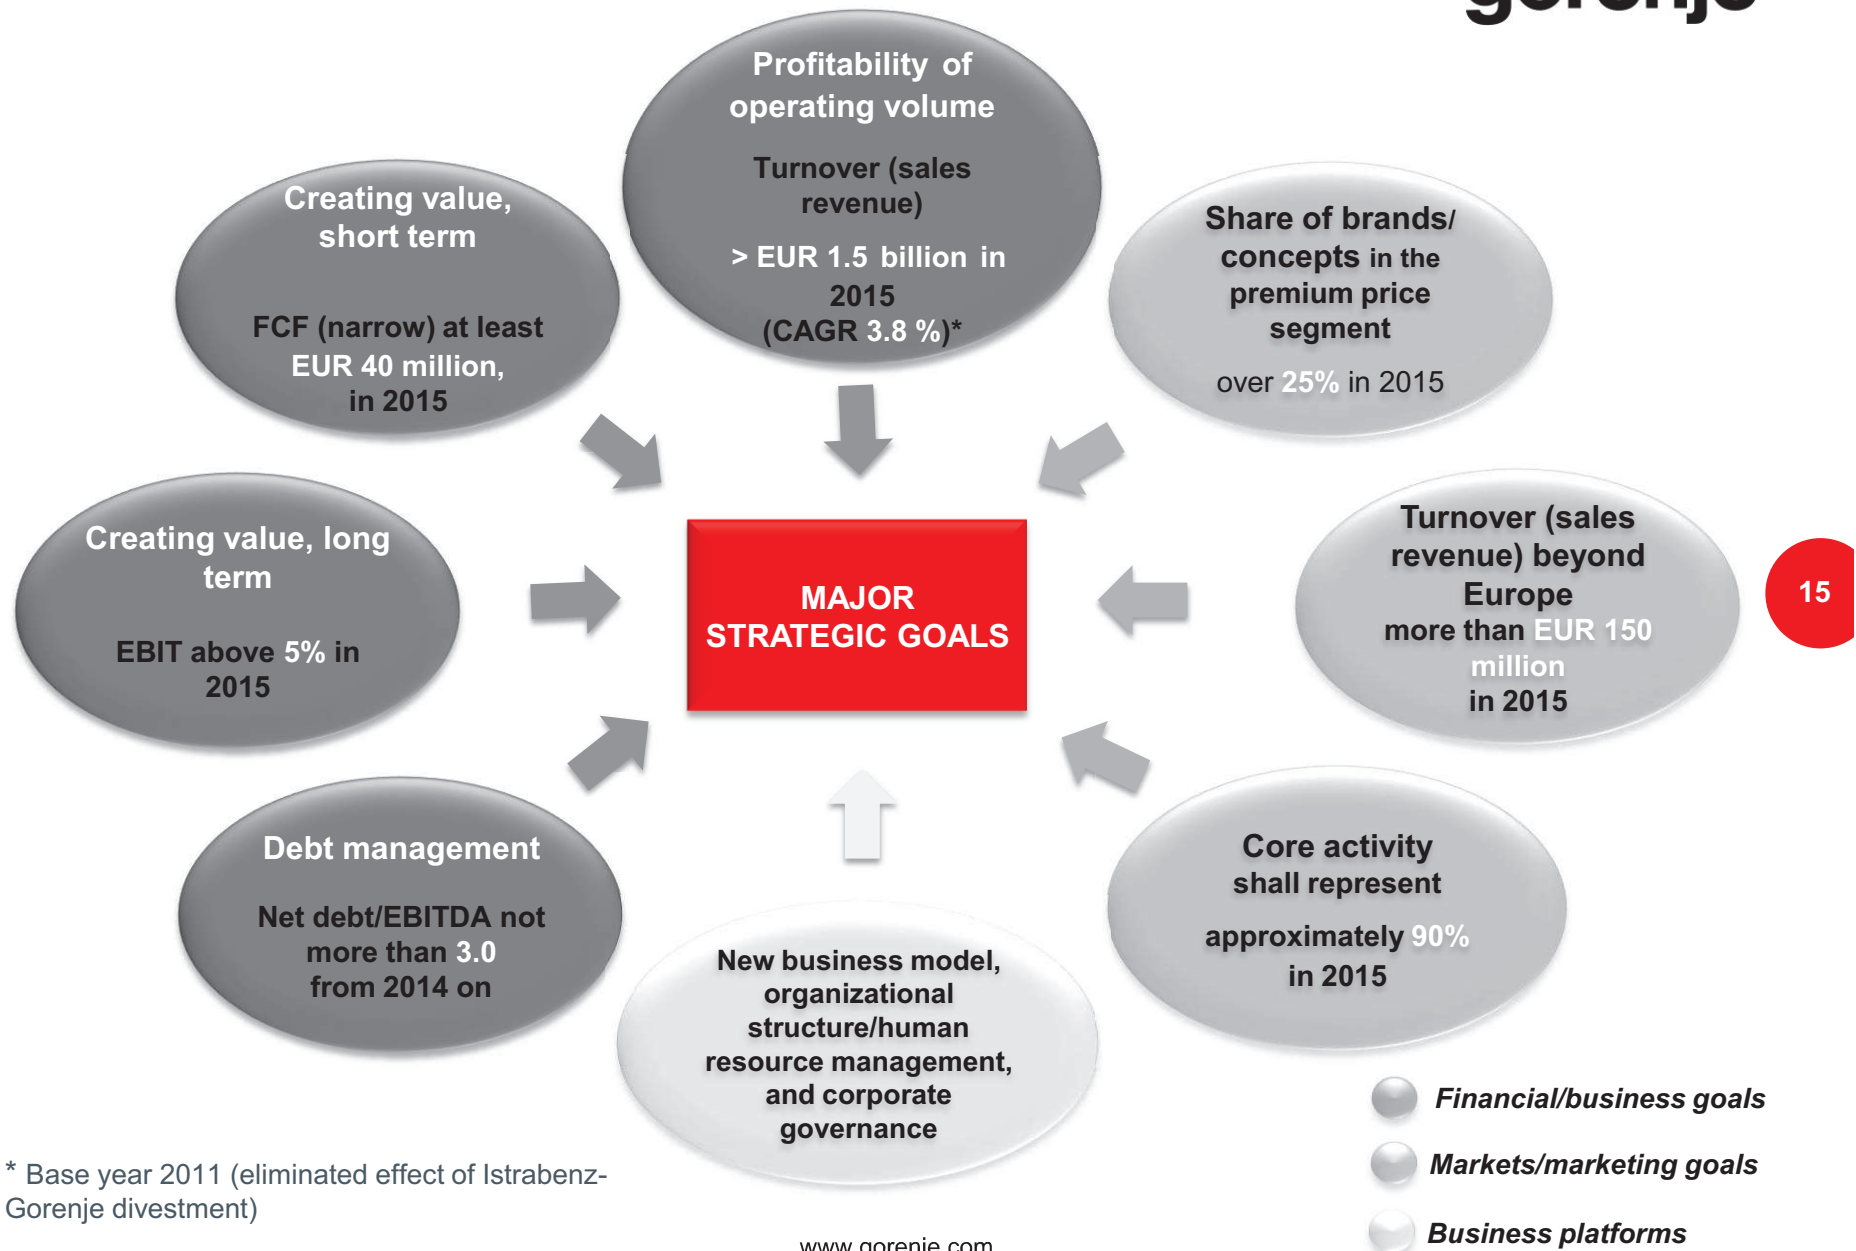 gorenje
Profitability of
operating volume
Turnover (sales
revenue)
> EUR 1.5 billion in
2015
(CAGR 3.8 %)*
Creating value,
short term
FCF (narrow) at least
EUR 40 million,
in 2015
Share of brands/
concepts in the
premium price
segment
over 25% in 2015
Creating value, long
term
EBIT above 5% in
2015
MAJOR
STRATEGIC GOALS
Turnover (sales
revenue) beyond
Europe
more than EUR 150
million
in 2015
15
Debt management
Net debt/EBITDA not
more than 3.0
from 2014 on
New business model,
organizational
structure/human
resource management,
and corporate
governance
Core activity
shall represent
approximately 90%
in 2015
Financial/business goals
Markets/marketing goals
Business platforms
* Base year 2011 (eliminated effect of Istrabenz-
Gorenje divestment)
www.gorenje.com